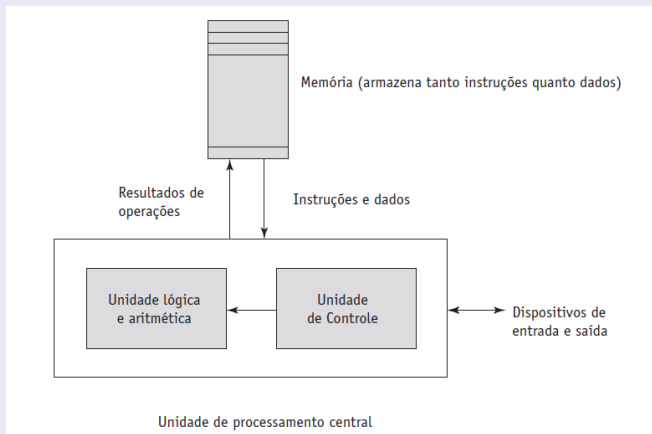 Memória (armazena tanto instruções quanto dados)
Resultados de
operações
Instruções e dados
Unidade lógica
e aritmética
Unidade
de Controle
Dispositivos de
entrada e saída
Unidade de processamento central